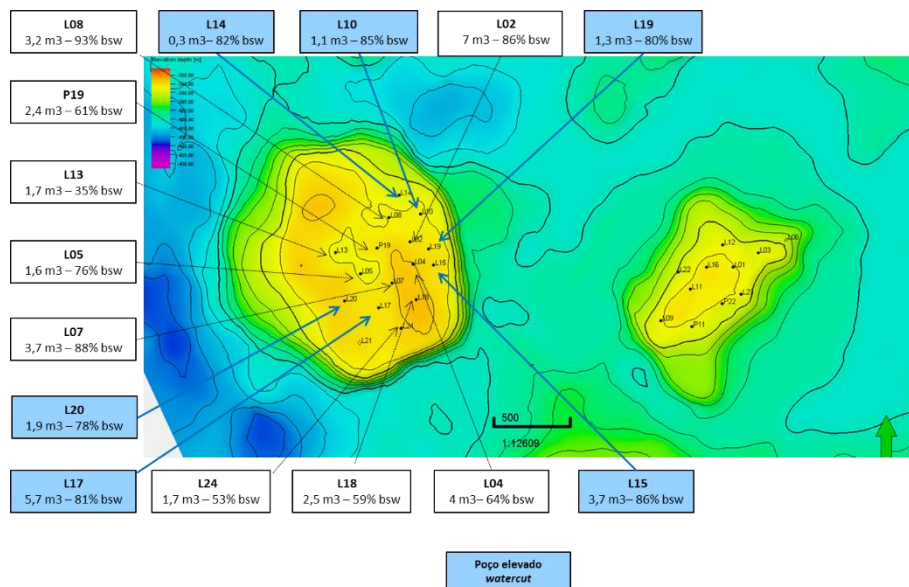 L08
3,2 m3 – 93% bsw
L14
0,3 m3– 82% bsw
L10
1,1 m3– 85% bsw
L02
7 m3 – 86% bsw
L19
1,3 m3– 80% bsw
Elevation depth [m]
P19
2,4 m3 – 61% bsw
L13
1,7 m3 – 35% bsw
L05
1,6 m3 – 76% bsw
L07
3,7 m3 – 88% bsw
L20
1,9 m3 – 78% bsw
L17
5,7 m3 – 81% bsw
L24
1,7 m3 – 53% bsw
L18
2,5 m3 – 59% bsw
L04
4 m3 – 64% bsw
L15
3,7 m3– 86% bsw
L14
L08
L10
L02
P19
L19
L13
L04
L15
L05
L07
L20
L18
L17
L24
L21
L06
L12
L03
L22
L16
L01
L11
L23
P22
L09
P11
500
1:12609
Poço elevado
watercut